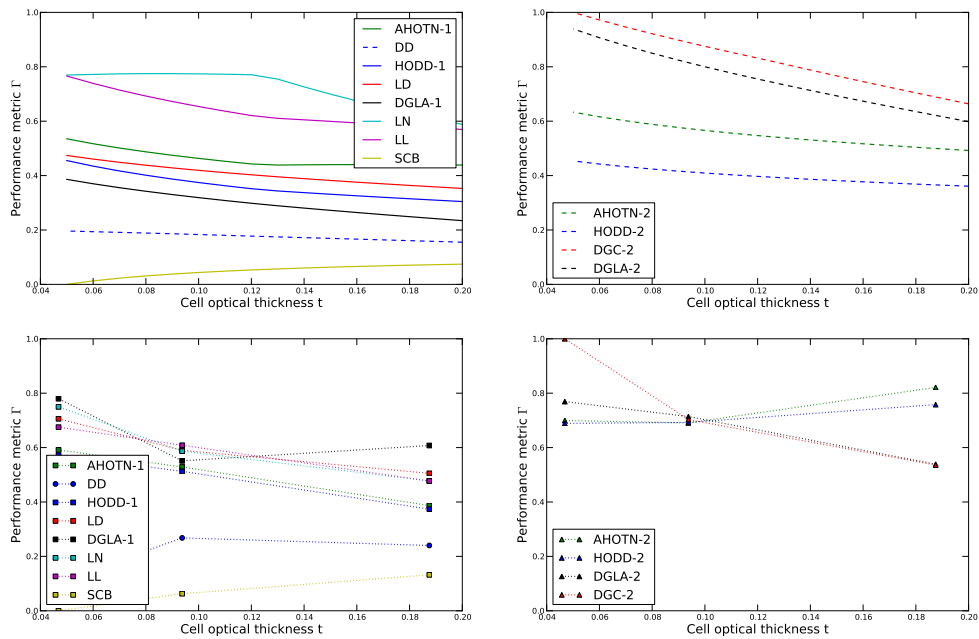 Performance metric Γ
1.0
0.8
0.6
0.4
0.2
0.0
AHOTN-1
DD
HODD-1
LD
DGLA-1
LN
LL
SCB
0.04 0.06 0.08 0.10 0.12 0.14 0.16 0.18 0.20
Cell optical thickness t
Performance metric Γ
1.0
0.8
0.6
0.4
0.2
0.0
AHOTN-2
HODD-2
DGC-2
DGLA-2
0.04 0.06 0.08 0.10 0.12 0.14 0.16 0.18 0.20
Cell optical thickness t
Performance metric Γ
1.0
0.8
0.6
0.4
0.2
0.0
AHOTN-1
DD
HODD-1
LD
DGLA-1
LN
LL
SCB
0.04 0.06 0.08 0.10 0.12 0.14 0.16 0.18 0.20
Cell optical thickness t
Performance metric Γ
1.0
0.8
0.6
0.4
0.2
0.0
AHOTN-2
HODD-2
DGLA-2
DGC-2
0.04 0.06 0.08 0.10 0.12 0.14 0.16 0.18 0.20
Cell optical thickness t